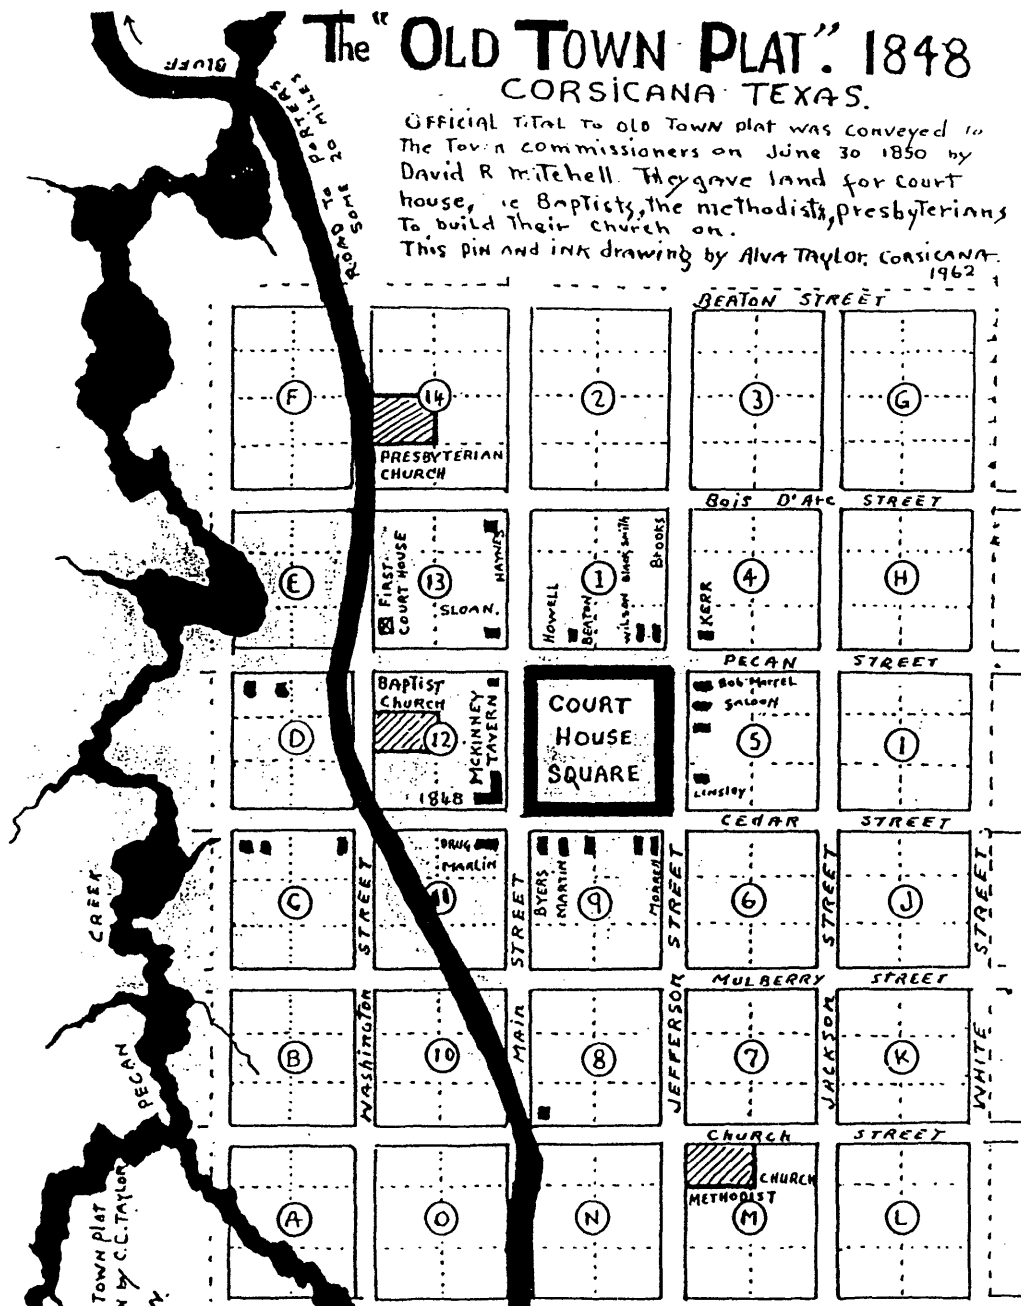 The "OLD TOWN PLAT". 1848
CORSICANA TEXAS.
OFFICIAL TITAL TO OLD TOWN plat was conveyed
The Town commissioners on June 30 1850 by
David R Mitchell. They gave land for Court
house, Baptists, the methodists, presbyterians
To build Their Church on.
This PIN AND INK drawing by Alva TAYLOR. CORSICANA.
1962
BLUFF
ROAD To PORTERS
SOME 20 MILES
BEATON STREET
F
14
2
3
G
PRESBYTERIAN
CHURCH
Bois D'Arc STREET
E
FIRST
COURT HOUSE
13
HAYNES
SLOAN.
1
HOWELL
BEATON
Wilson Blacksmith
Brooks
4
KERR
H
PECAN STREET
D
BAPTIST
CHURCH
12
MCKINNEY
TAVERN
1848
COURT
HOUSE
SQUARE
Bob
SALOON
5
LINSLEY
I
CEDAR STREET
C
DRUG
MARLIN
11
BYERS
MARTIN
9
MORRELL
6
J
MULBERRY STREET
B
10
8
7
K
CHURCH STREET
A
O
N
CHURCH
METHODIST
M
L
WASHINGTON STREET
MAIN STREET
JEFFERSON STREET
JACKSON STREET
WHITE STREET
PECAN CREEK
TOWN PLAT
by C.L. TAYLOR